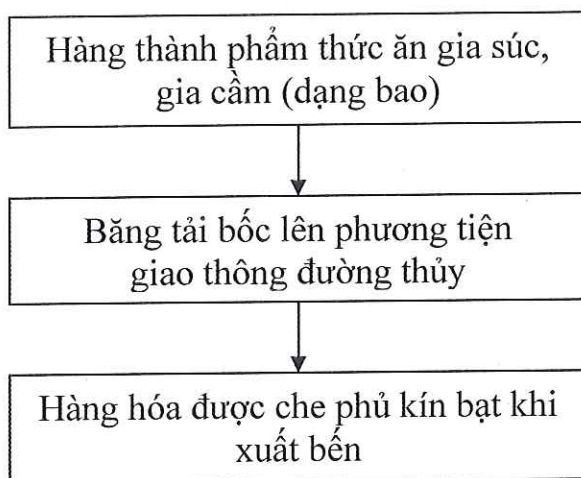 Hàng thành phẩm thức ăn gia súc,
gia cầm (dạng bao)
Băng tải bốc lên phương tiện
giao thông đường thủy
Hàng hóa được che phủ kín bạt khi
xuất bến